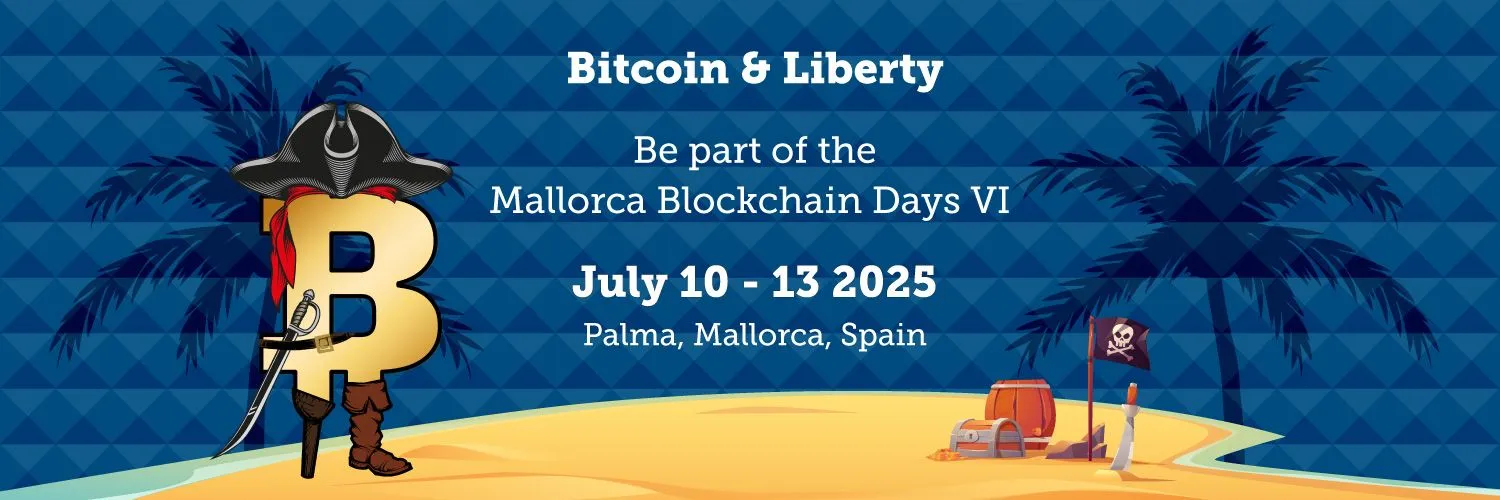 Bitcoin & Liberty
Be part of the
Mallorca Blockchain Days VI
July 10 - 13 2025
Palma, Mallorca, Spain